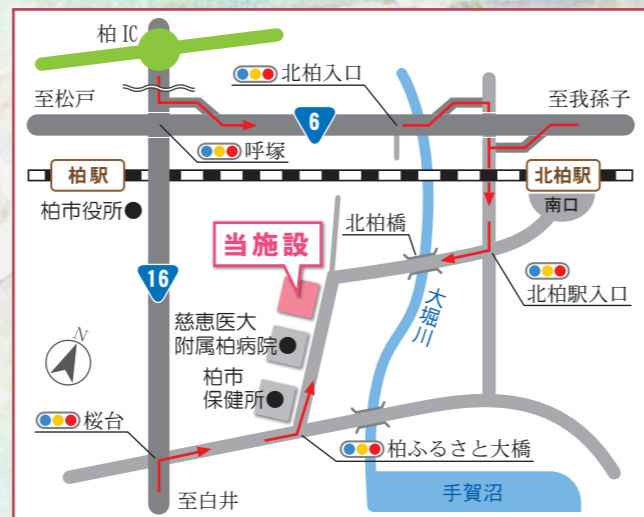 柏IC
北柏入口
至松戸
6
至我孫子
呼塚
柏駅
北柏駅
柏市役所
南口
北柏橋
当施設
16
北柏駅入口
大堀川
慈恵医大
附属柏病院
N
柏市
保健所
桜台
柏ふるさと大橋
至白井
手賀沼